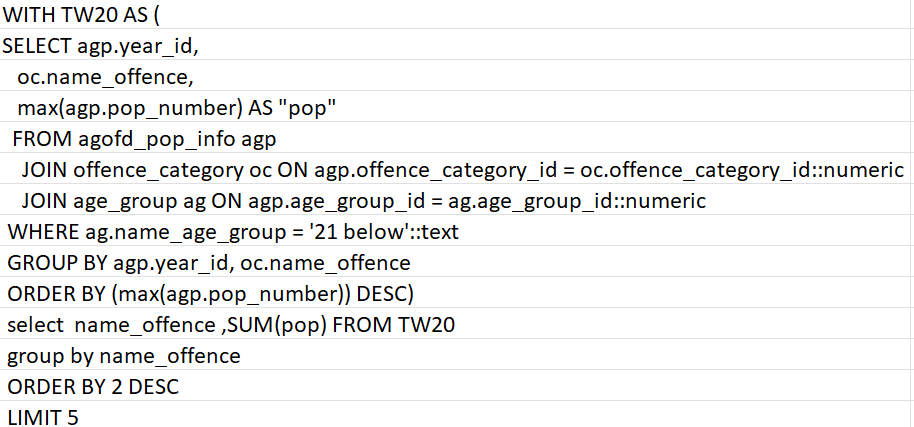 WITH TW20 AS (
SELECT agp.year_id,
oc.name_offence,
max(agp.pop_number) AS "pop"
FROM agofd_pop_info agp
JOIN offence_category oc ON agp.offence_category_id = oc.offence_category_id::numeric
JOIN age_group ag ON agp.age_group_id = ag.age_group_id::numeric
WHERE ag.name_age_group = '21 below'::text
GROUP BY agp.year_id, oc.name_offence
ORDER BY (max(agp.pop_number)) DESC)
select  name_offence ,SUM(pop) FROM TW20
group by name_offence
ORDER BY 2 DESC
LIMIT 5